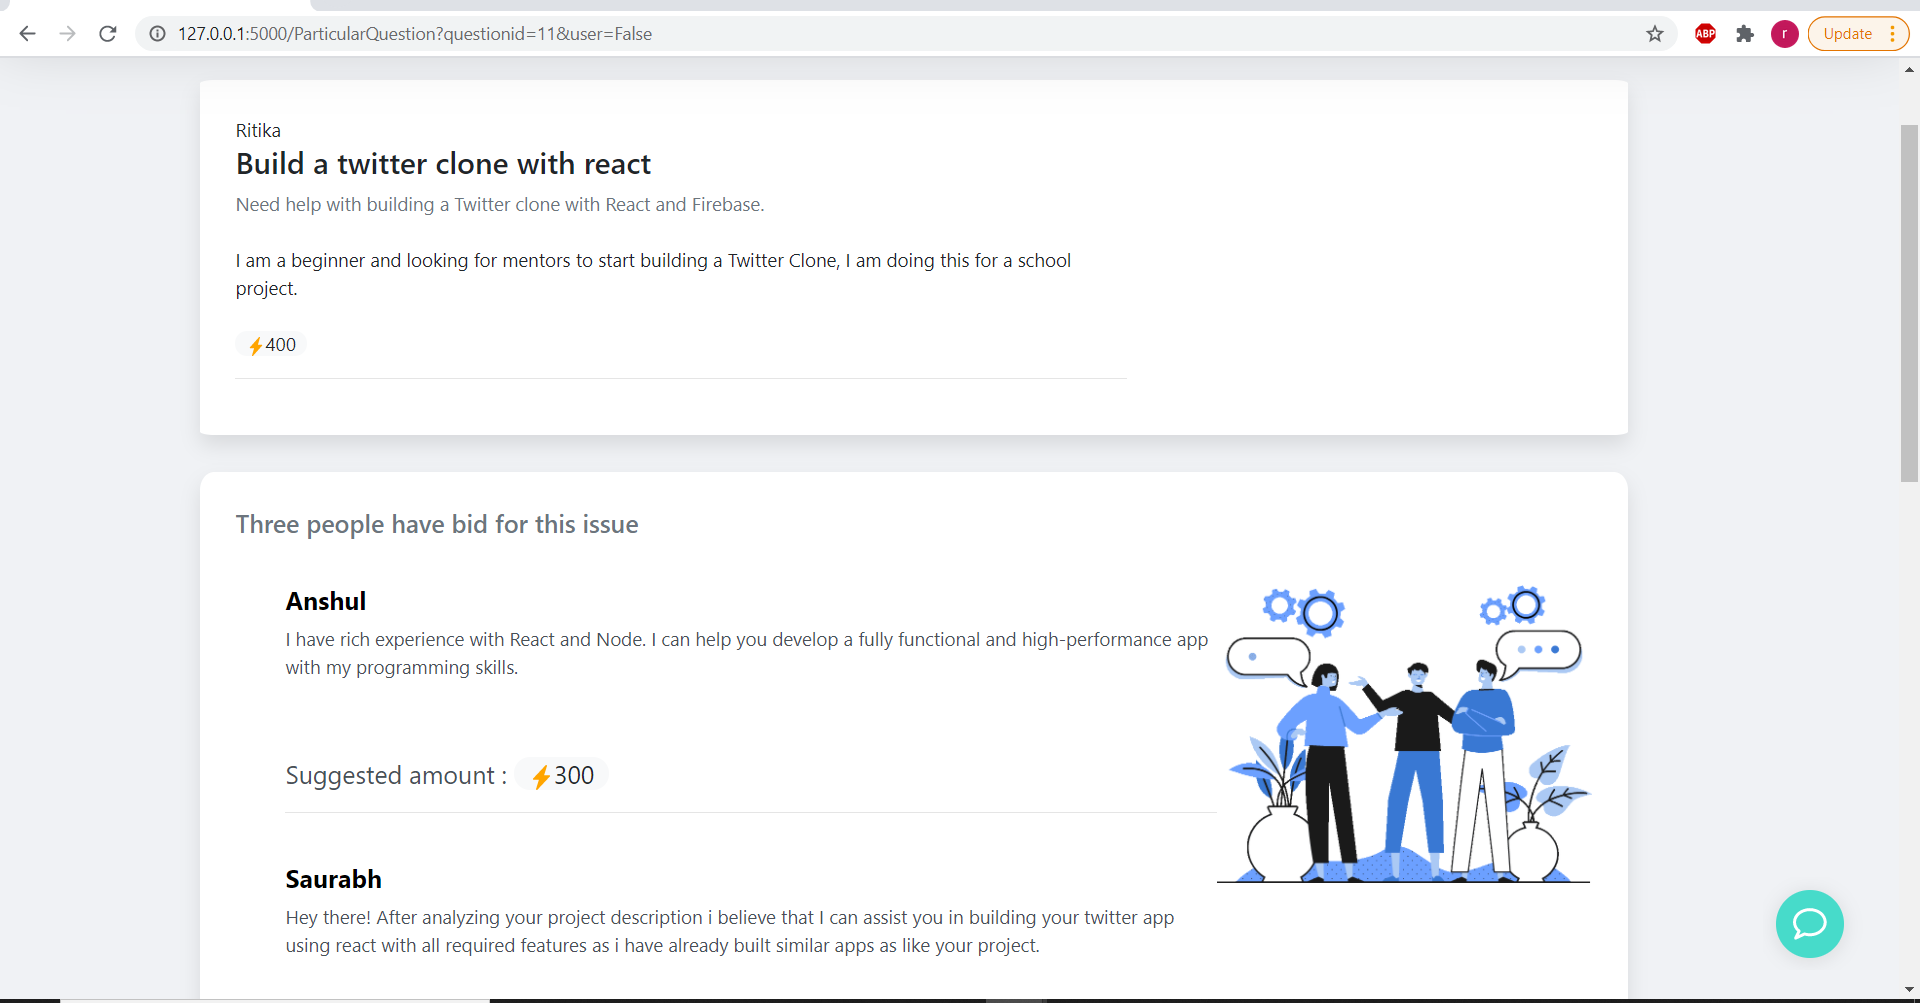 127.0.0.1:5000/ParticularQuestion?questionid=11&user=False
ABP
r
Update
Ritika
Build a twitter clone with react
Need help with building a Twitter clone with React and Firebase.
I am a beginner and looking for mentors to start building a Twitter Clone, I am doing this for a school
project.
400
Three people have bid for this issue
Anshul
I have rich experience with React and Node. I can help you develop a fully functional and high-performance app
with my programming skills.
Suggested amount : 300
Saurabh
Hey there! After analyzing your project description i believe that I can assist you in building your twitter app
using react with all required features as i have already built similar apps as like your project.